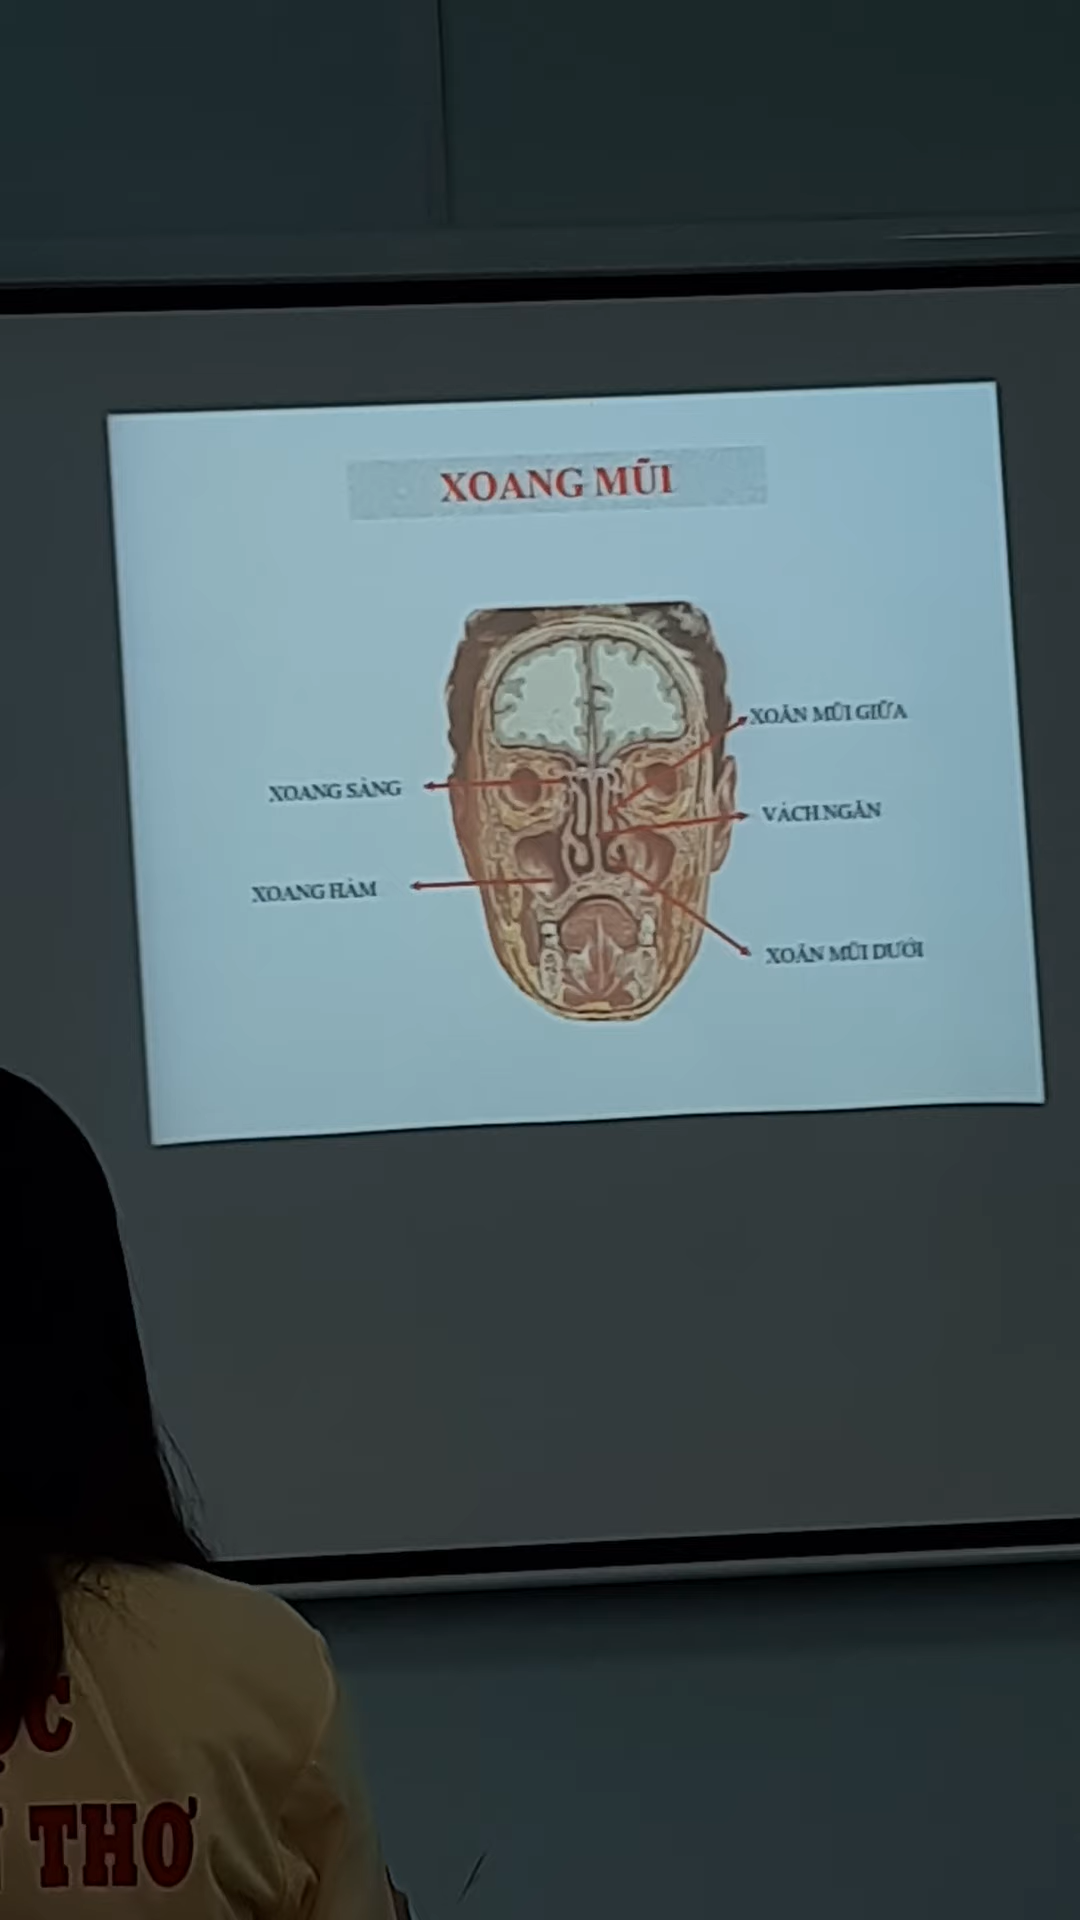 XOANG MŨI
XOĂN MŨI GIỮA
XOANG SÀNG
VÁCH NGĂN
XOANG HÀM
XOĂN MŨI DƯỚI
THƠ